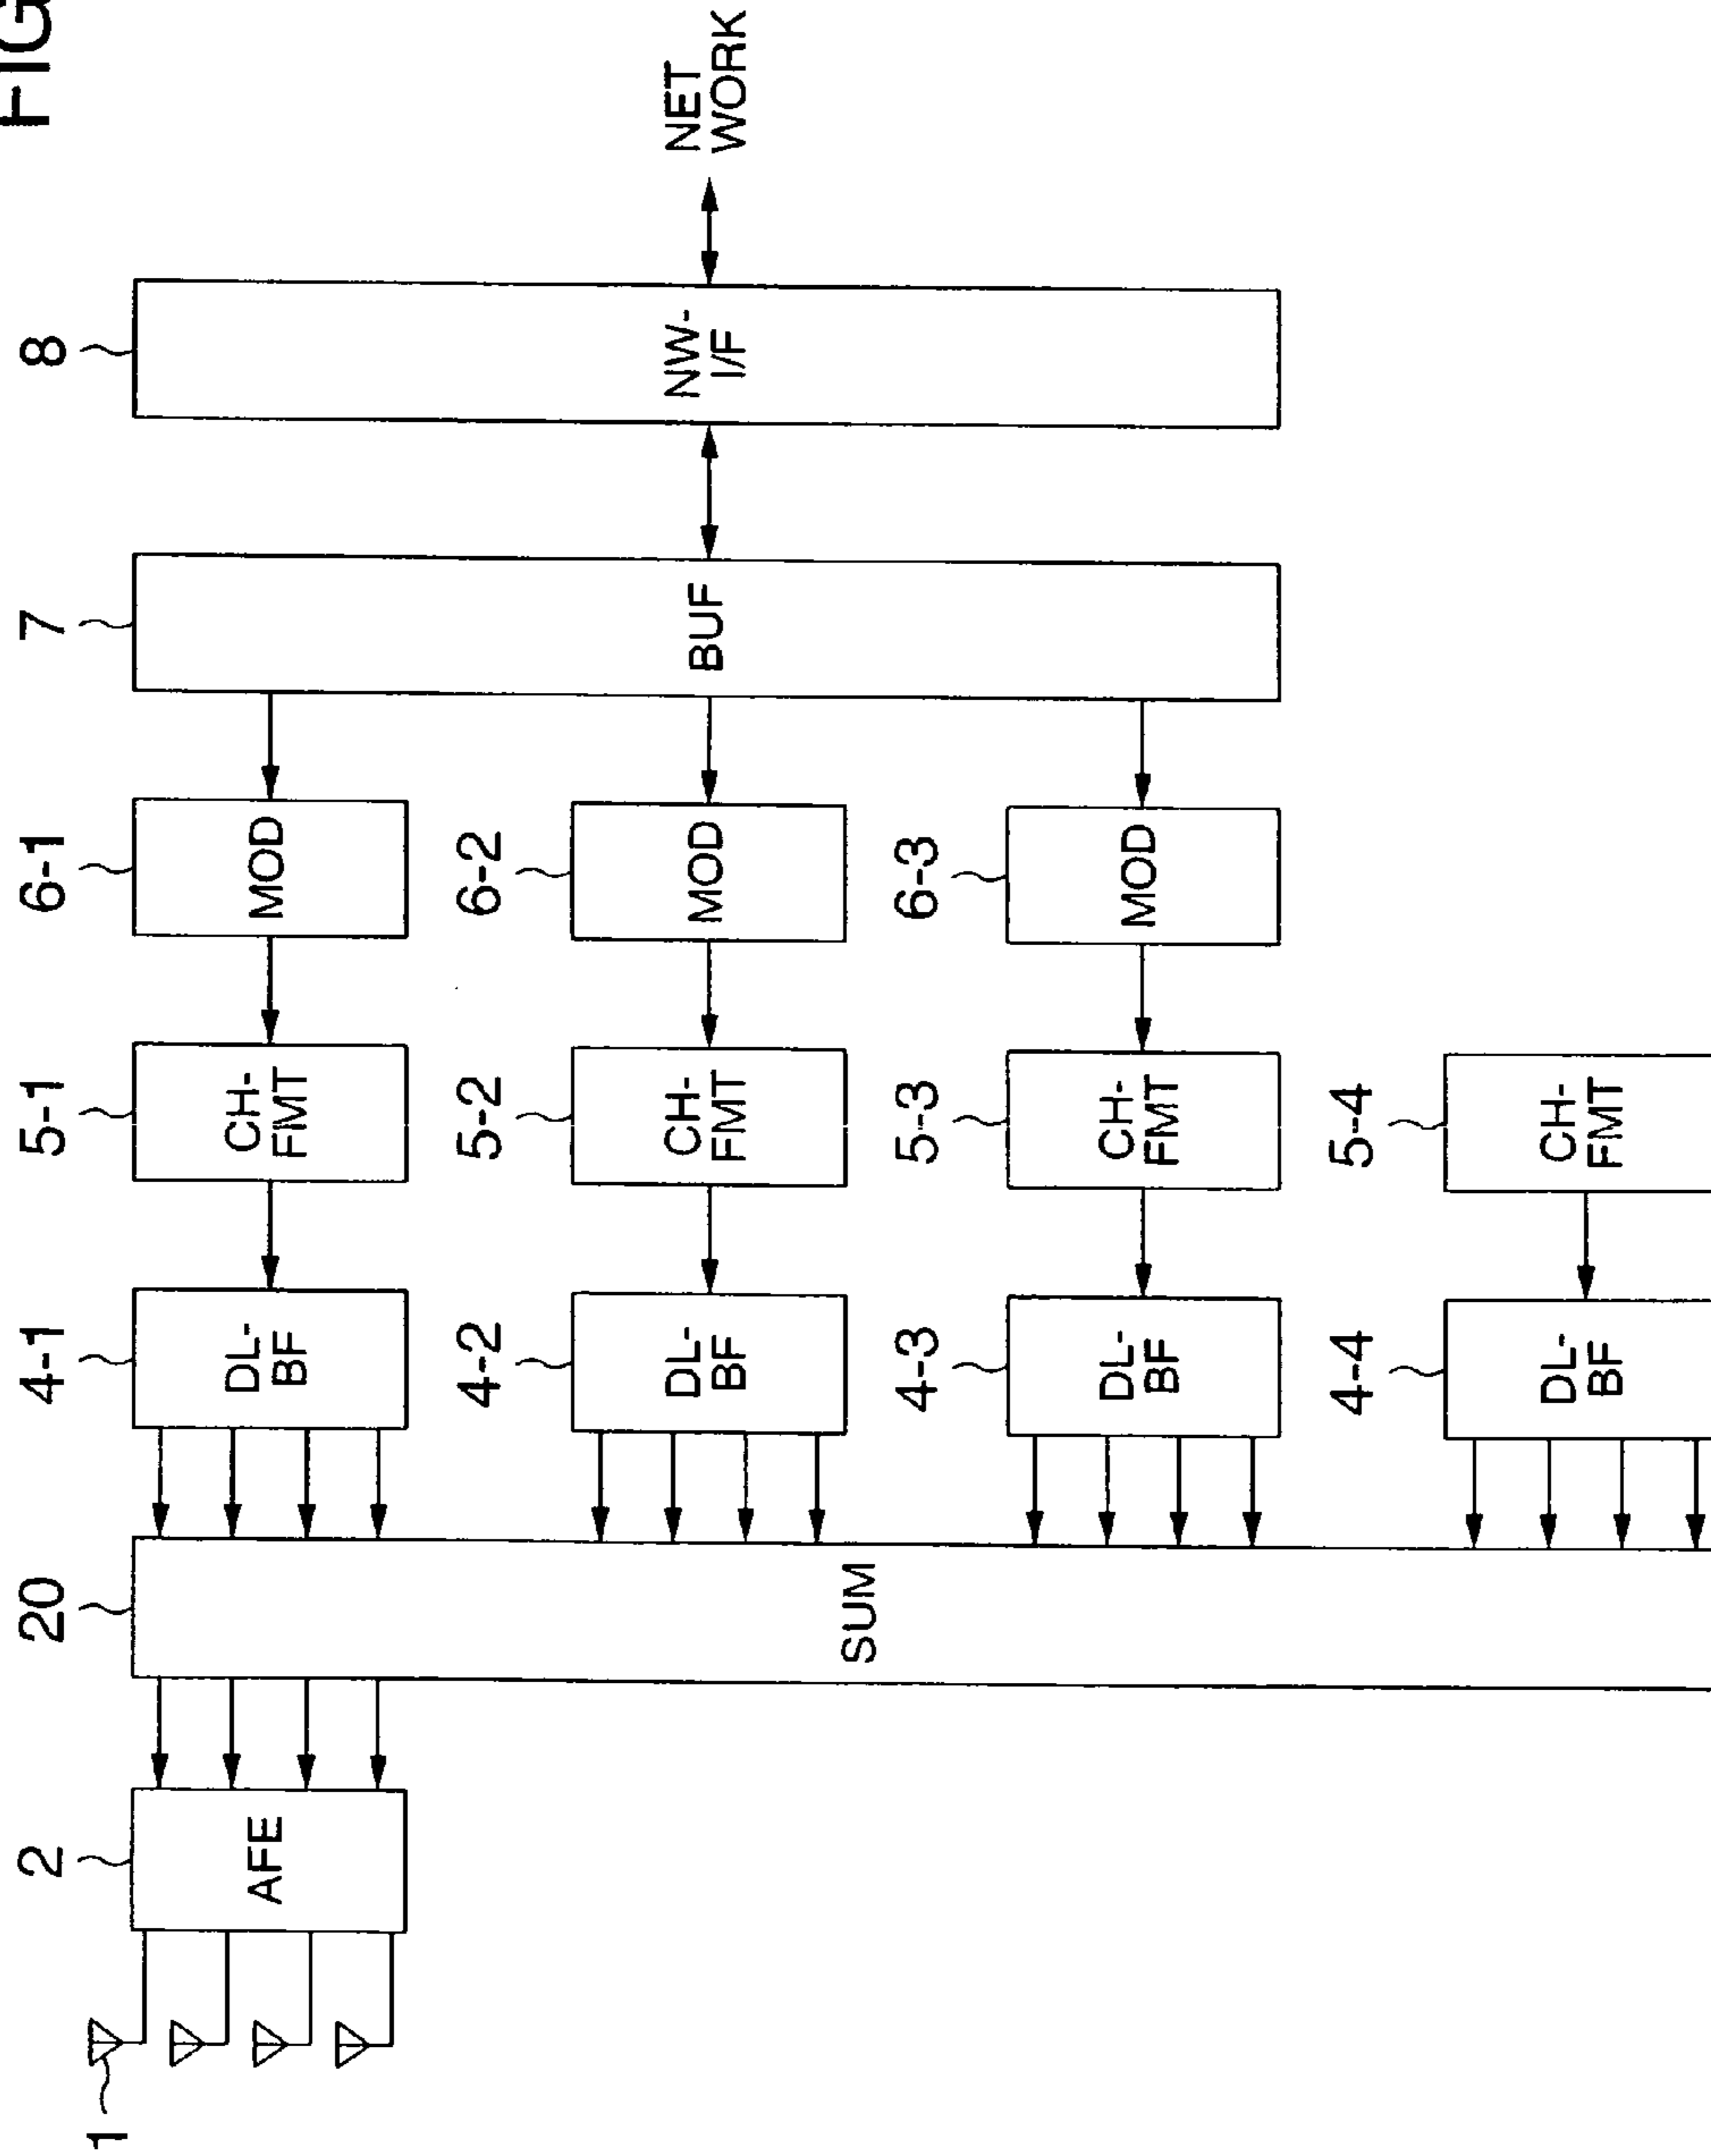 FIG
1
2
20
4-1
5-1
6-1
7
8
AFE
DL-
BF
CH-
FMT
MOD
4-2
5-2
6-2
DL-
BF
CH-
FMT
MOD
BUF
NW-
I/F
NET
WORK
SUM
4-3
5-3
6-3
DL-
BF
CH-
FMT
MOD
4-4
5-4
DL-
BF
CH-
FMT